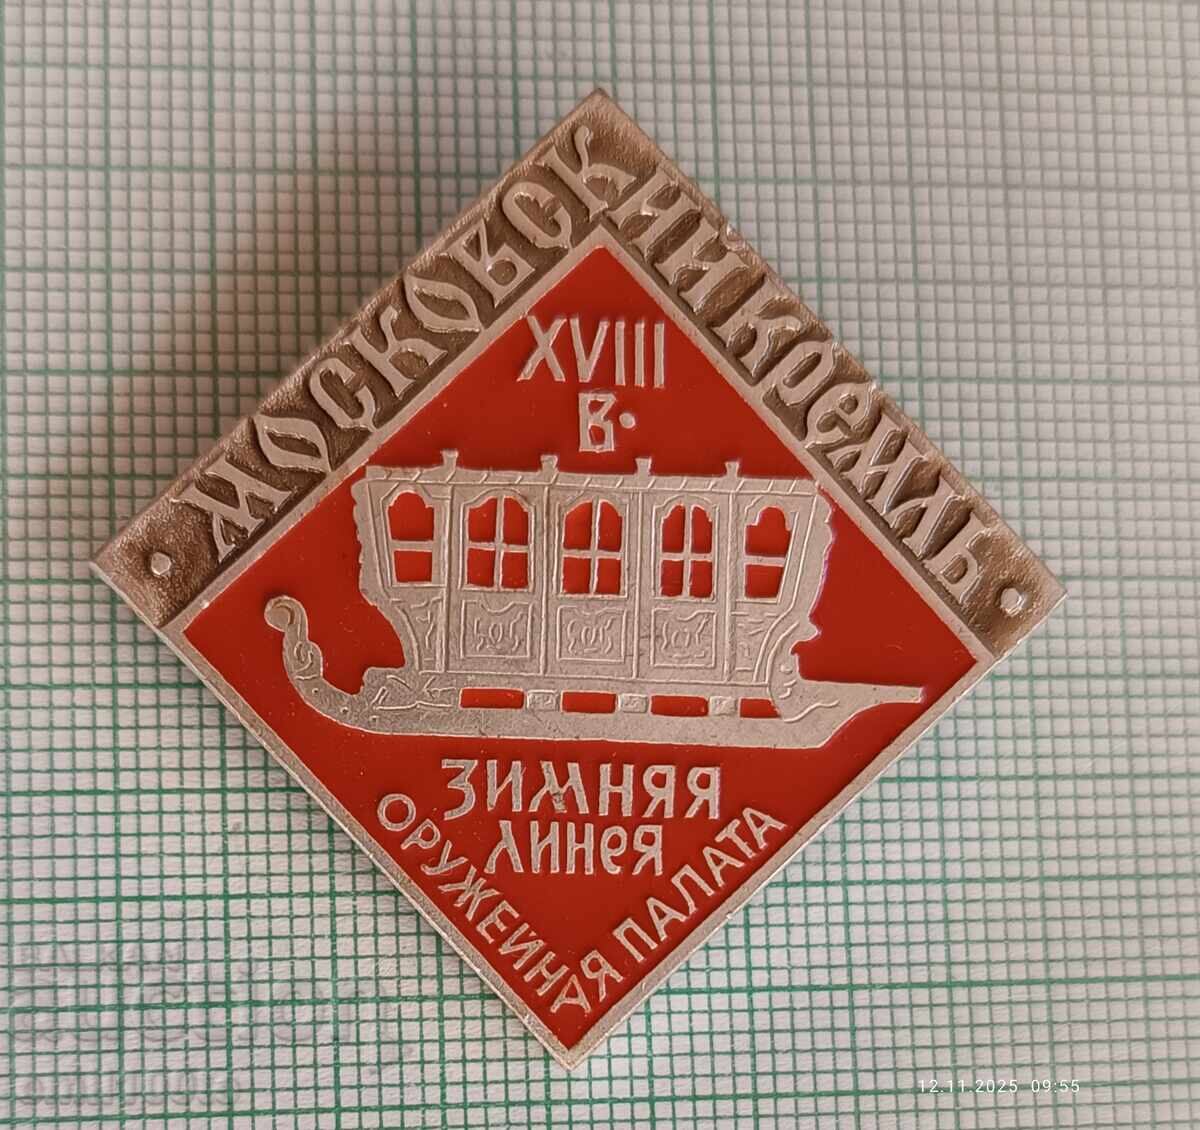 МОСКОВСКИЙ КРЕМЛЬ
XVIII
В.
ЗИМНЯЯ
ЛИНЕЯ
ОРУЖЕЙНАЯ ПАЛАТА
12.11.2025 09:55